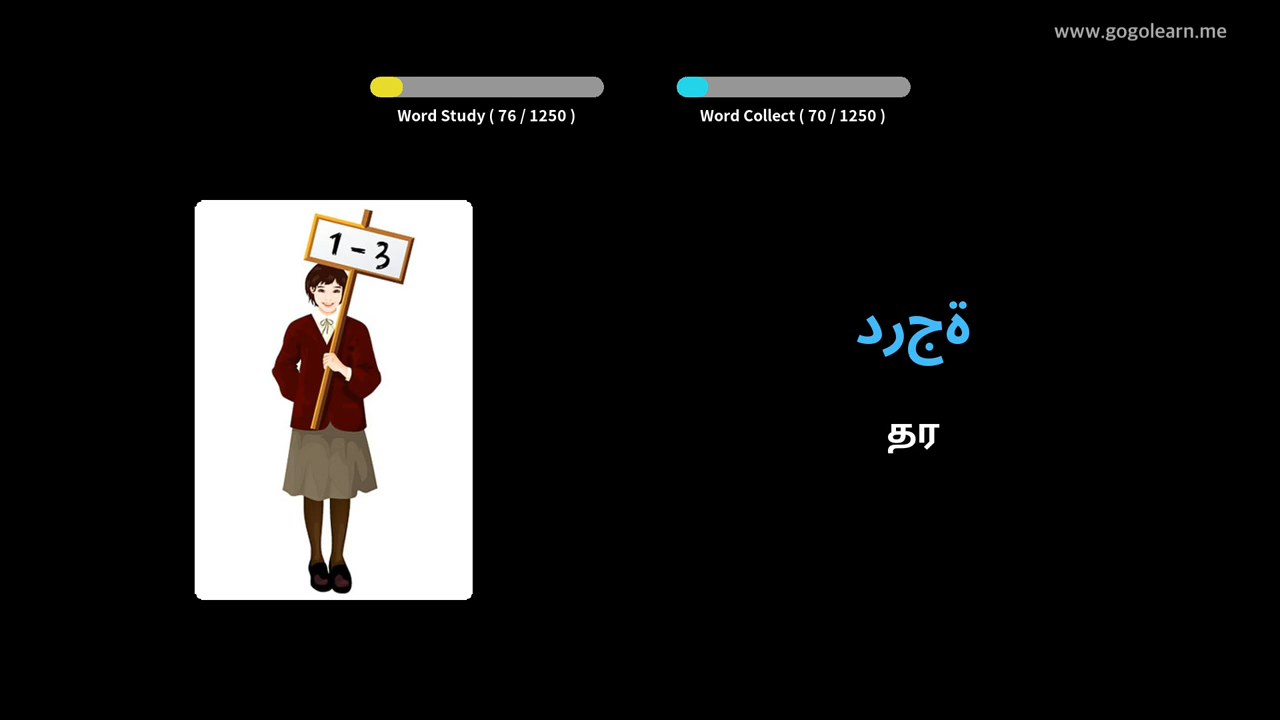 www.gogolearn.me
Word Study ( 76 / 1250 )
Word Collect ( 70 / 1250 )
1 - 3
درجة
தர